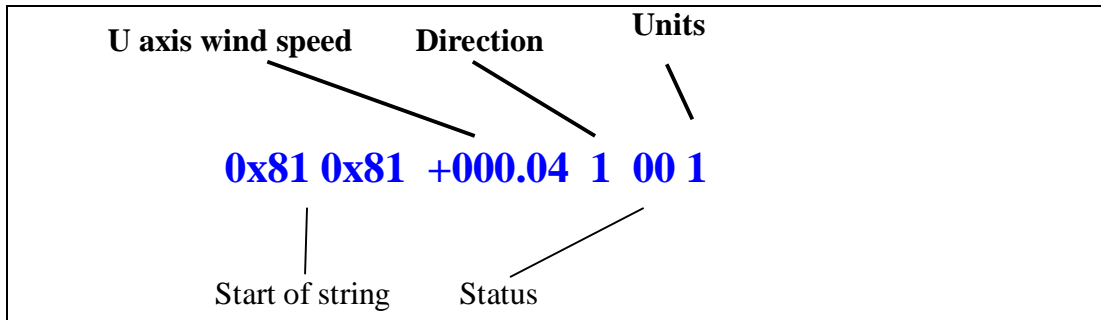 Units
U axis wind speed Direction
0x81 0x81 +000.04 1 00 1
Start of string Status